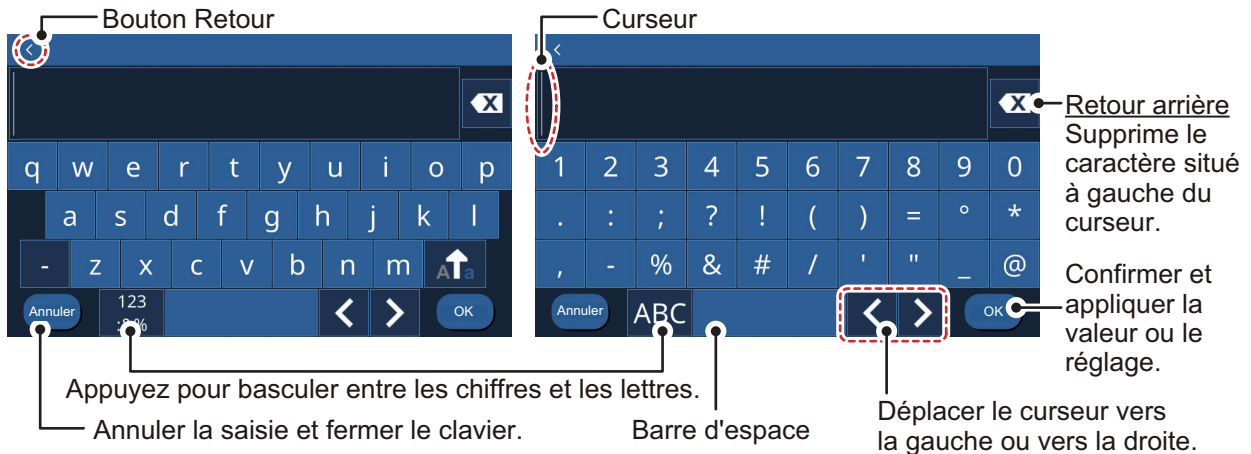 Bouton Retour
Curseur
<
q w e r t y u i o p
a s d f g h j k l
- z x c v b n m A a
Annuler 123 < > OK
:&%
<
1 2 3 4 5 6 7 8 9 0
. : ; ? ! ( ) = ° *
, - % & # / ' " _ @
Annuler ABC < > OK
Retour arrière
Supprime le
caractère situé
à gauche du
curseur.
Confirmer et
appliquer la
valeur ou le
réglage.
Appuyez pour basculer entre les chiffres et les lettres.
Annuler la saisie et fermer le clavier.
Barre d'espace
Déplacer le curseur vers
la gauche ou vers la droite.